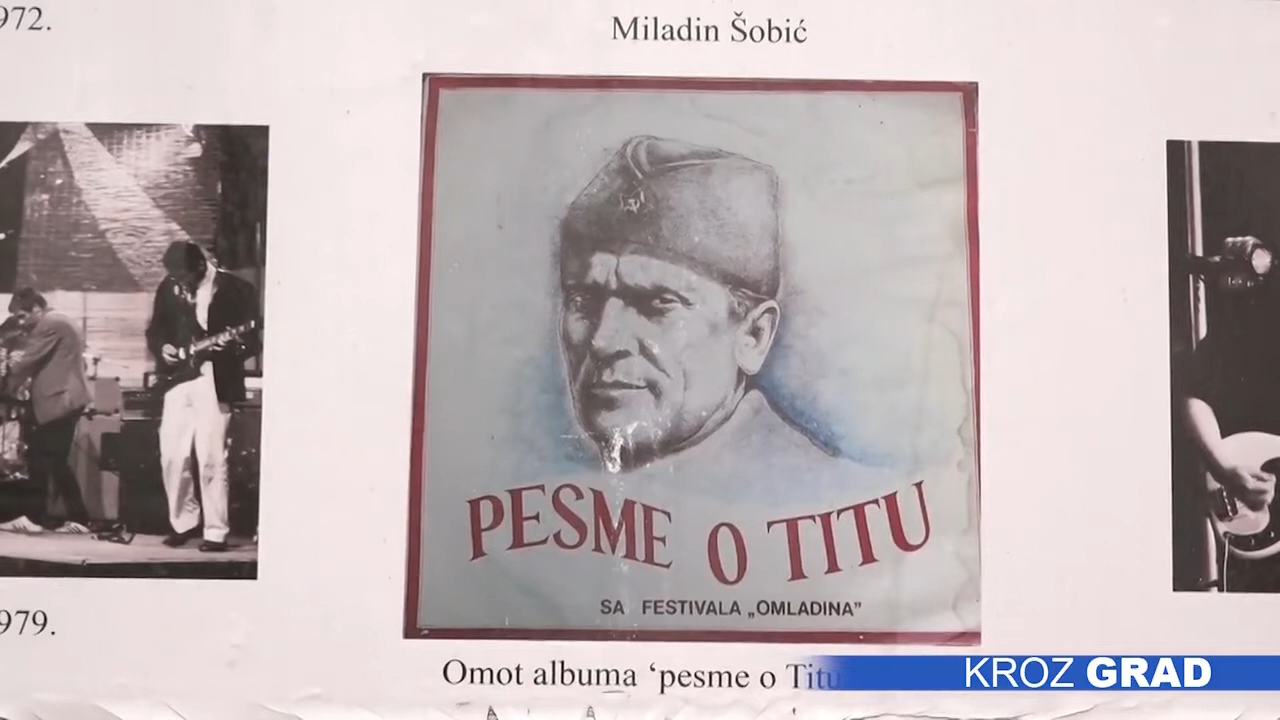 972.
Miladin Šobić
PESME O TITU
SA FESTIVALA „OMLADINA”
979.
Omot albuma ‘pesme o Titu
KROZ GRAD